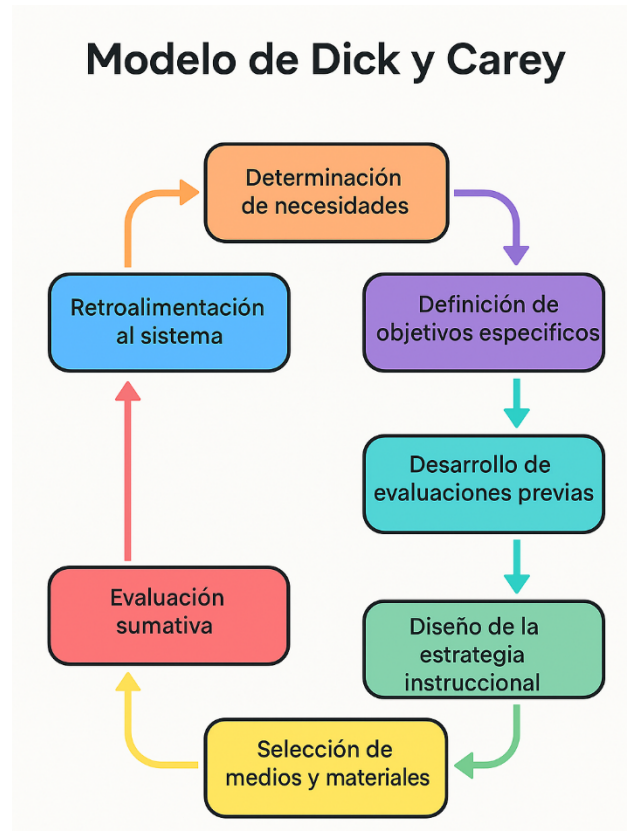 Modelo de Dick y Carey
Determinación
de necesidades
Definición de
objetivos especificos
Desarrollo de
evaluaciones previas
Diseño de la
estrategia
instruccional
Selección de
medios y materiales
Evaluación
sumativa
Retroalimentación
al sistema